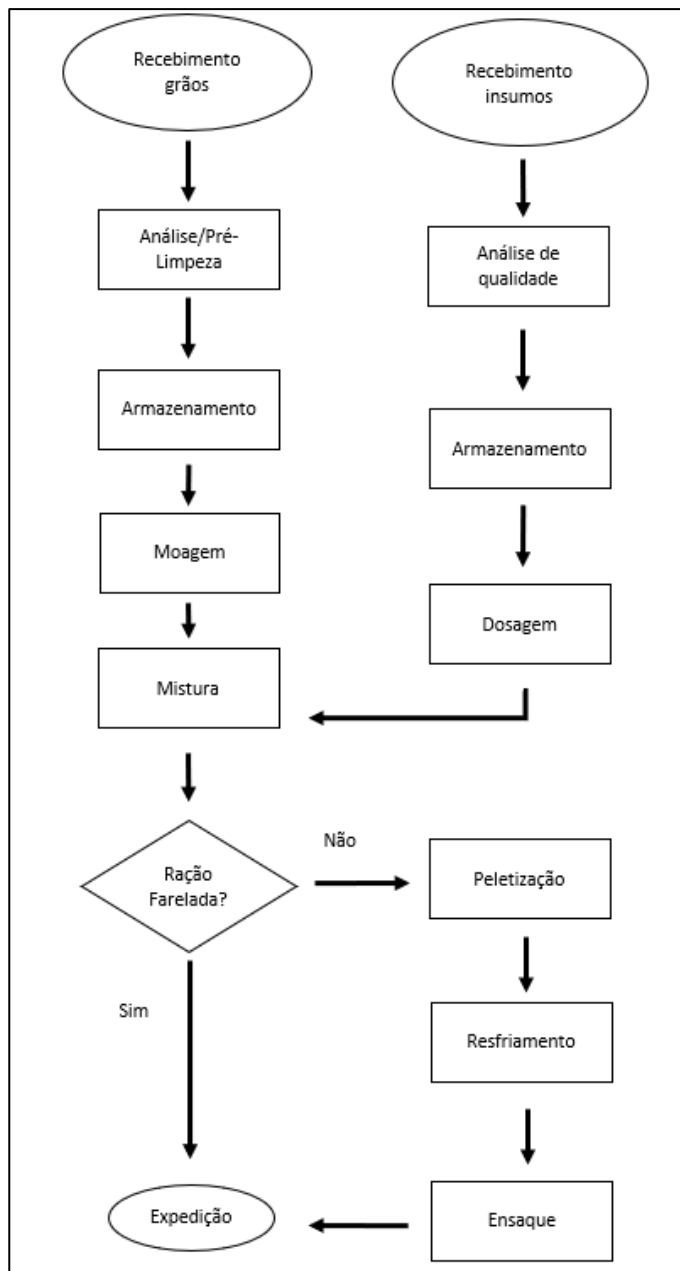 Recebimento
grãos
Recebimento
insumos
Análise/Pré-
Limpeza
Análise de
qualidade
Armazenamento
Armazenamento
Moagem
Dosagem
Mistura
Não
Ração
Farelada?
Peletização
Sim
Resfriamento
Expedição
Ensaque